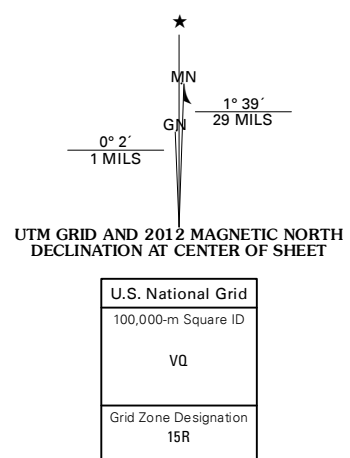 ★
MN
1° 39´
29 MILS
GN
0° 2´
1 MILS
UTM GRID AND 2012 MAGNETIC NORTH
DECLINATION AT CENTER OF SHEET
U.S. National Grid
100,000-m Square ID
VQ
Grid Zone Designation
15R